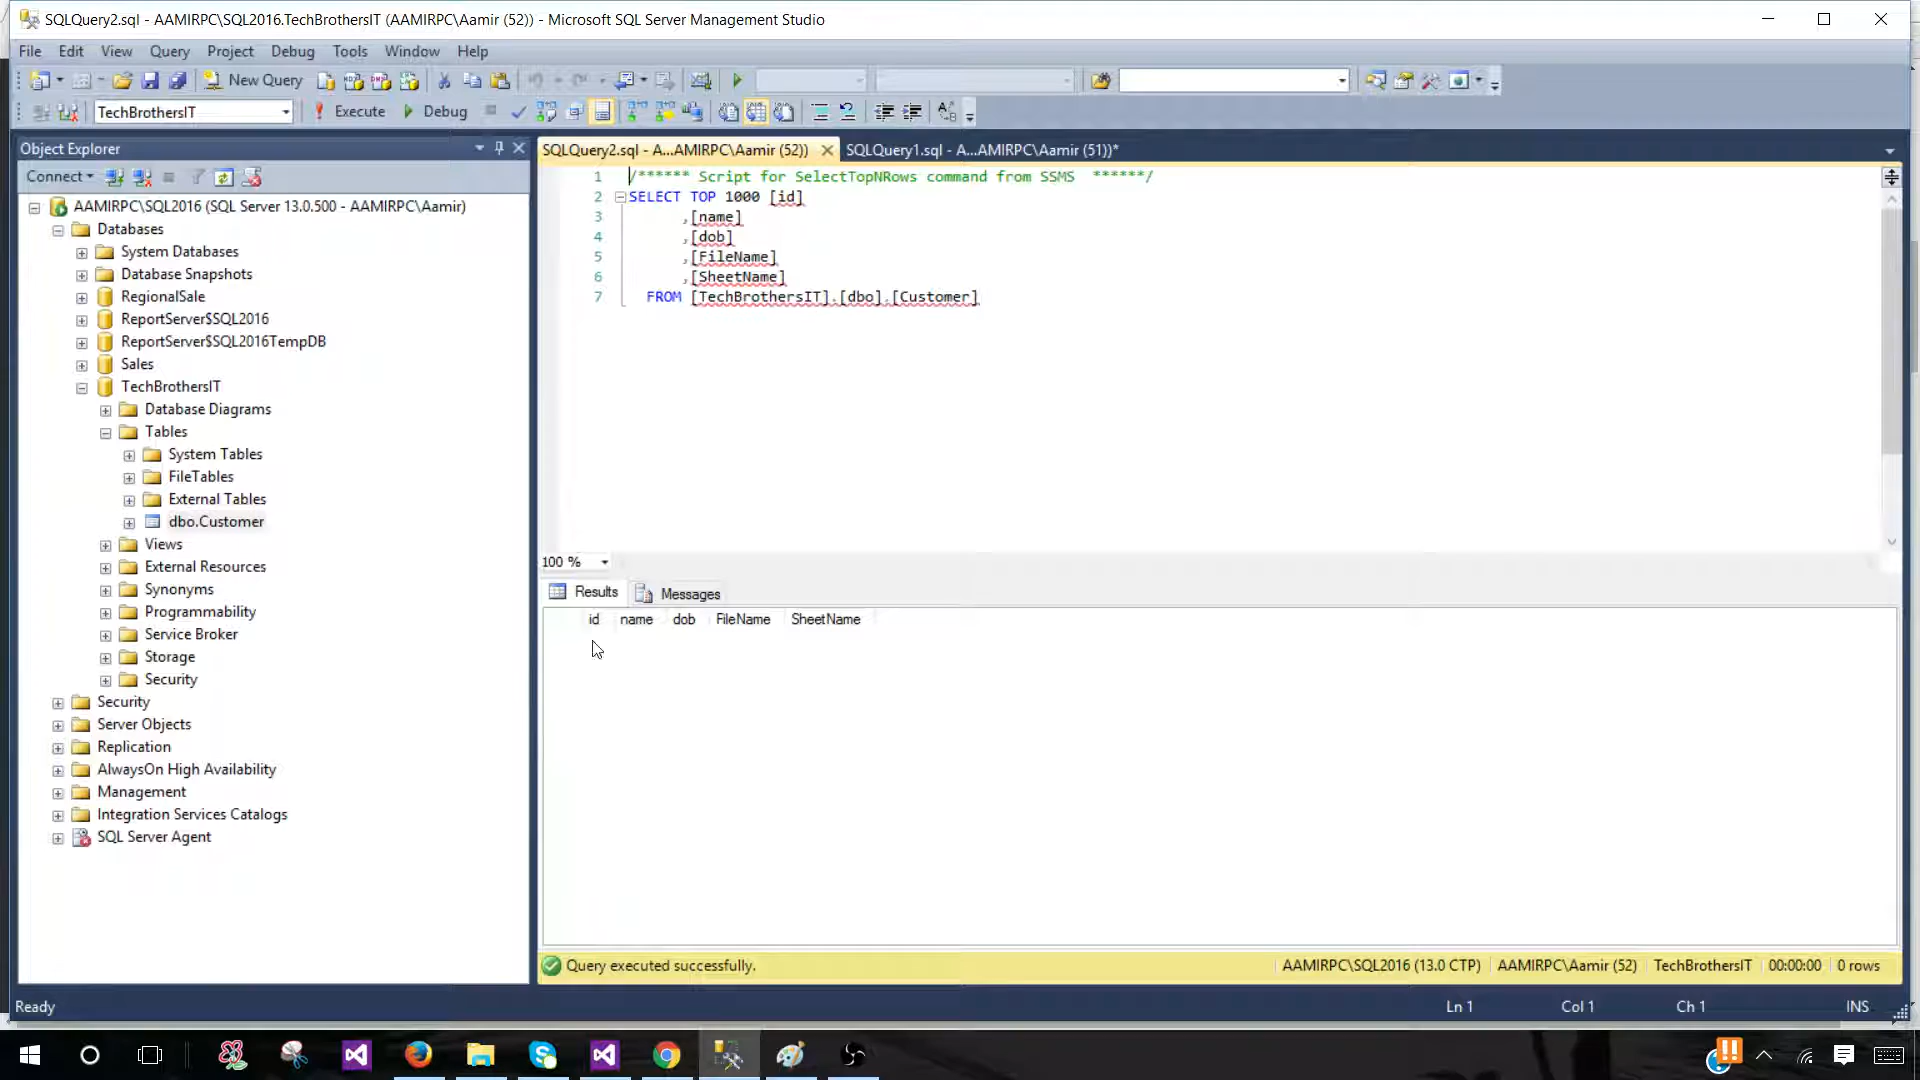 SQLQuery2.sql - AAMIRPC\SQL2016.TechBrothersIT (AAMIRPC\Aamir (52)) - Microsoft SQL Server Management Studio
File Edit View Query Project Debug Tools Window Help
New Query
TechBrothersIT Execute Debug
Object Explorer
Connect
AAMIRPC\SQL2016 (SQL Server 13.0.500 - AAMIRPC\Aamir)
Databases
System Databases
Database Snapshots
RegionalSale
ReportServer$SQL2016
ReportServer$SQL2016TempDB
Sales
TechBrothersIT
Database Diagrams
Tables
System Tables
FileTables
External Tables
dbo.Customer
Views
External Resources
Synonyms
Programmability
Service Broker
Storage
Security
Security
Server Objects
Replication
AlwaysOn High Availability
Management
Integration Services Catalogs
SQL Server Agent
SQLQuery2.sql - A...AMIRPC\Aamir (52)) SQLQuery1.sql - A...AMIRPC\Aamir (51))*
1 /****** Script for SelectTopNRows command from SSMS ******/
2 SELECT TOP 1000 [id]
3 ,[name]
4 ,[dob]
5 ,[FileName]
6 ,[SheetName]
7 FROM [TechBrothersIT].[dbo].[Customer]
100 %
Results Messages
id name dob FileName SheetName
Query executed successfully. AAMIRPC\SQL2016 (13.0 CTP) AAMIRPC\Aamir (52) TechBrothersIT 00:00:00 0 rows
Ready Ln 1 Col 1 Ch 1 INS